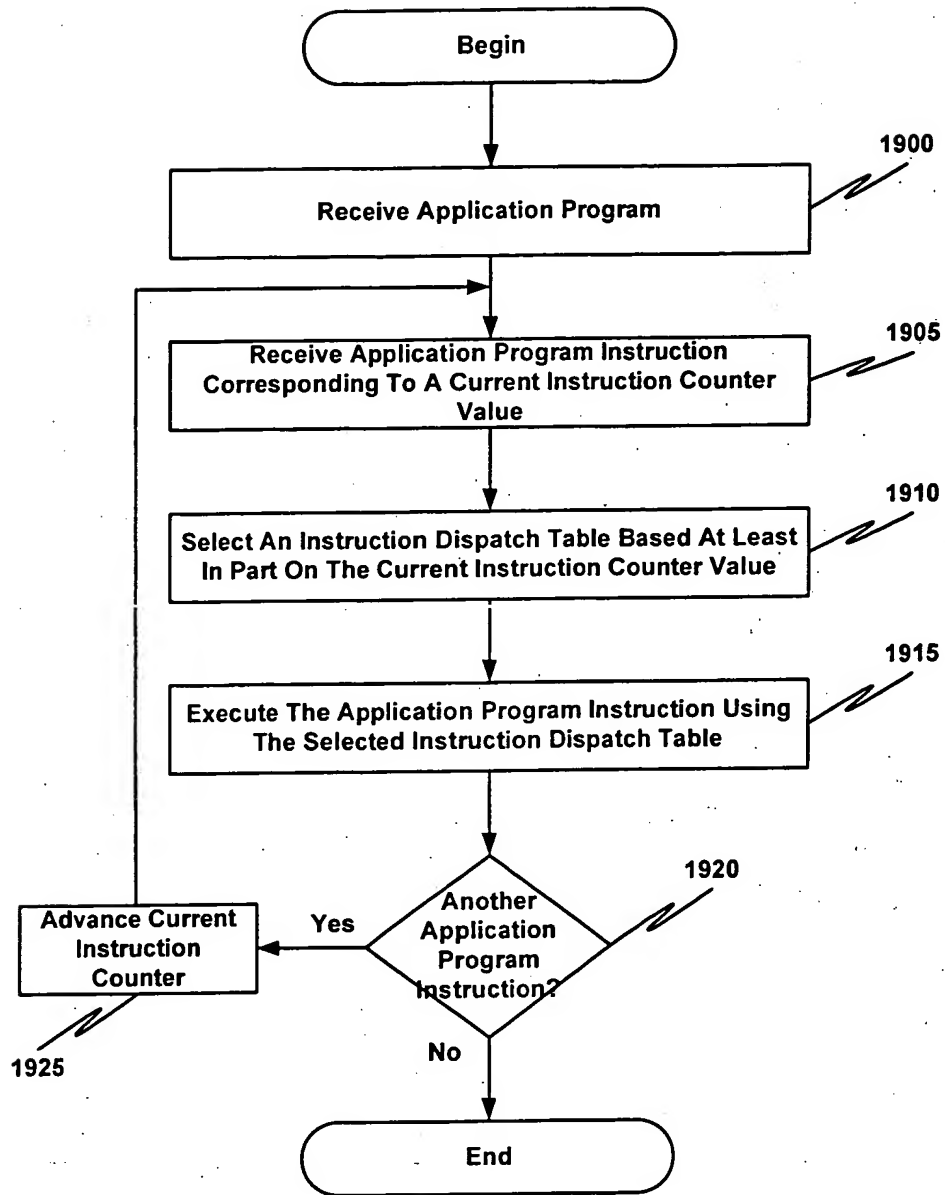 Begin
1900
Receive Application Program
1905
Receive Application Program Instruction
Corresponding To A Current Instruction Counter
Value
1910
Select An Instruction Dispatch Table Based At Least
In Part On The Current Instruction Counter Value
1915
Execute The Application Program Instruction Using
The Selected Instruction Dispatch Table
1920
Another
Application
Program
Instruction?
Yes
Advance Current
Instruction
Counter
1925
No
End